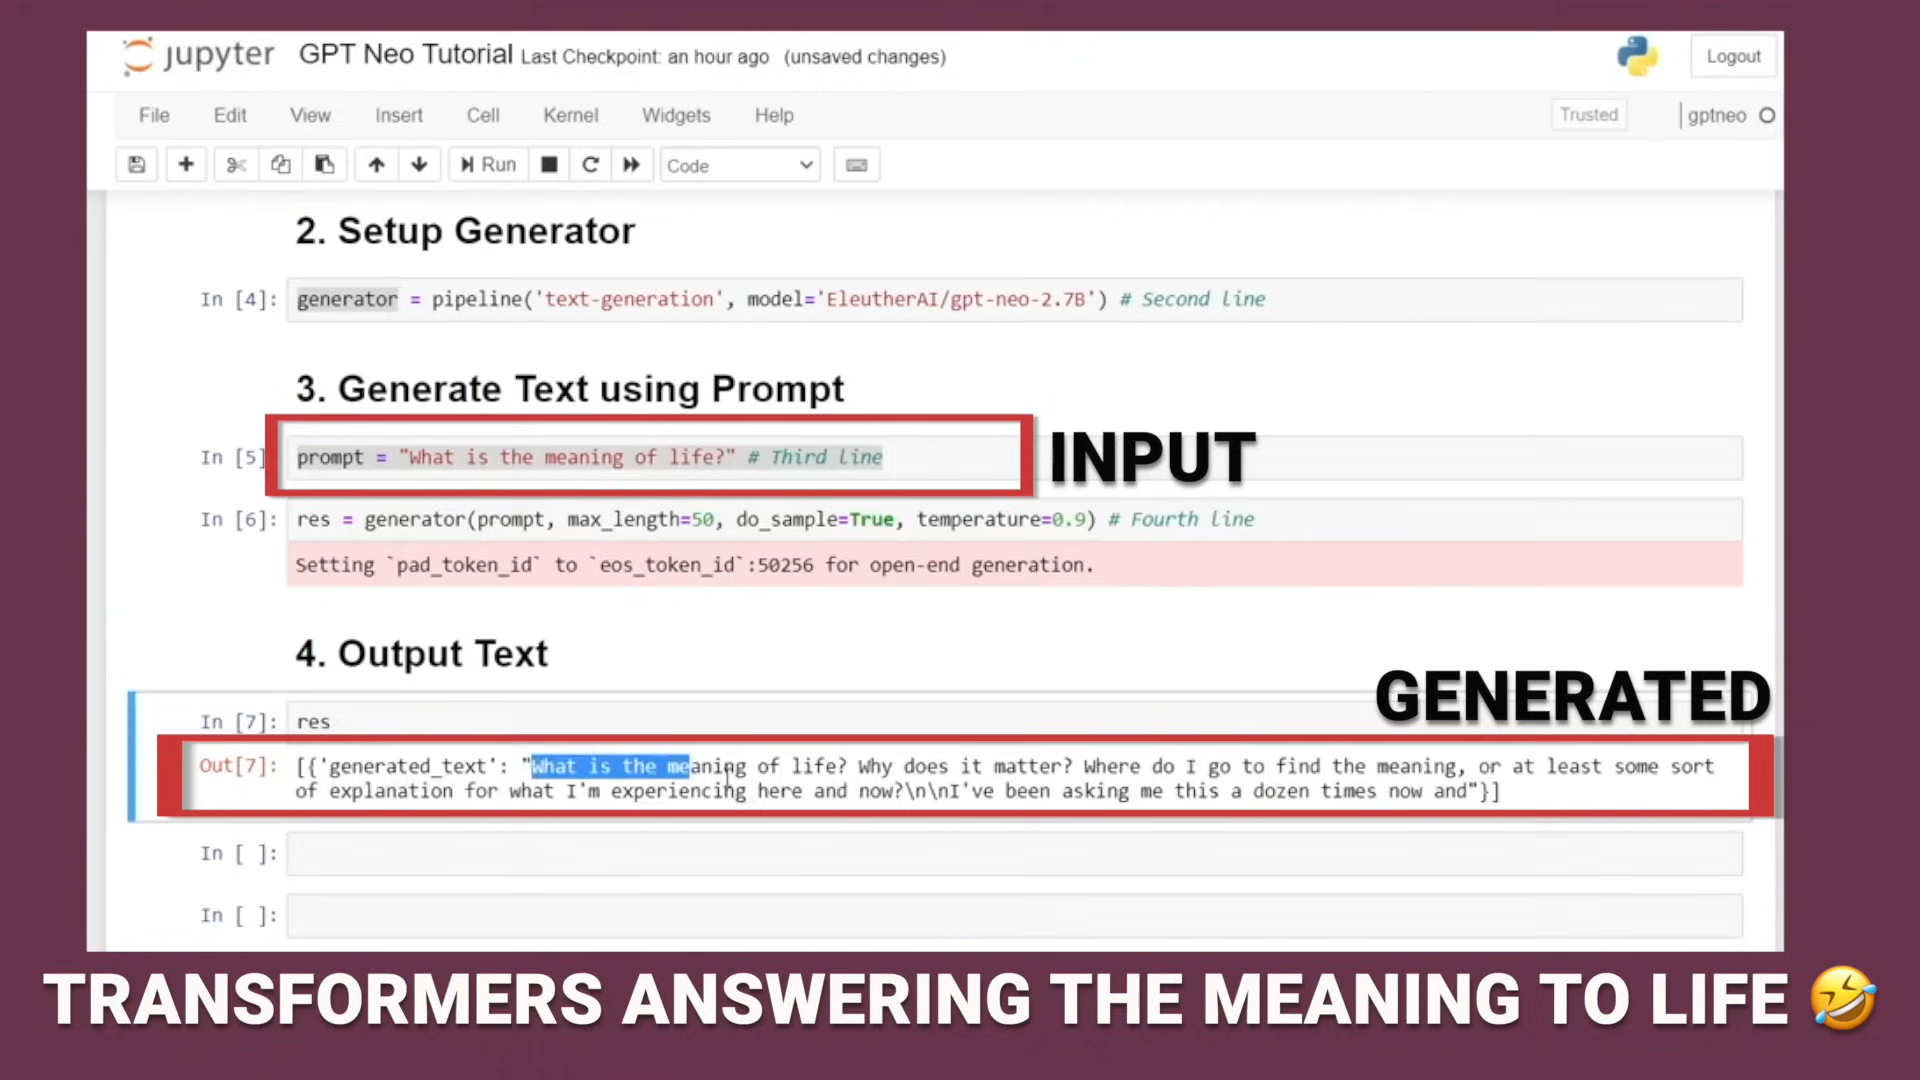 jupyter GPT Neo Tutorial Last Checkpoint: an hour ago (unsaved changes) Logout
File Edit View Insert Cell Kernel Widgets Help Trusted gptneo
Run Code
2. Setup Generator
In [4]: generator = pipeline('text-generation', model='EleutherAI/gpt-neo-2.7B') # Second line
3. Generate Text using Prompt
In [5] prompt = "What is the meaning of life?" # Third line
INPUT
In [6]: res = generator(prompt, max_length=50, do_sample=True, temperature=0.9) # Fourth line
Setting `pad_token_id` to `eos_token_id`:50256 for open-end generation.
4. Output Text
GENERATED
In [7]: res
Out[7]: [{'generated_text': "What is the meaning of life? Why does it matter? Where do I go to find the meaning, or at least some sort
of explanation for what I'm experiencing here and now?\n\nI've been asking me this a dozen times now and"}]
In [ ]:
In [ ]:
TRANSFORMERS ANSWERING THE MEANING TO LIFE 🤣